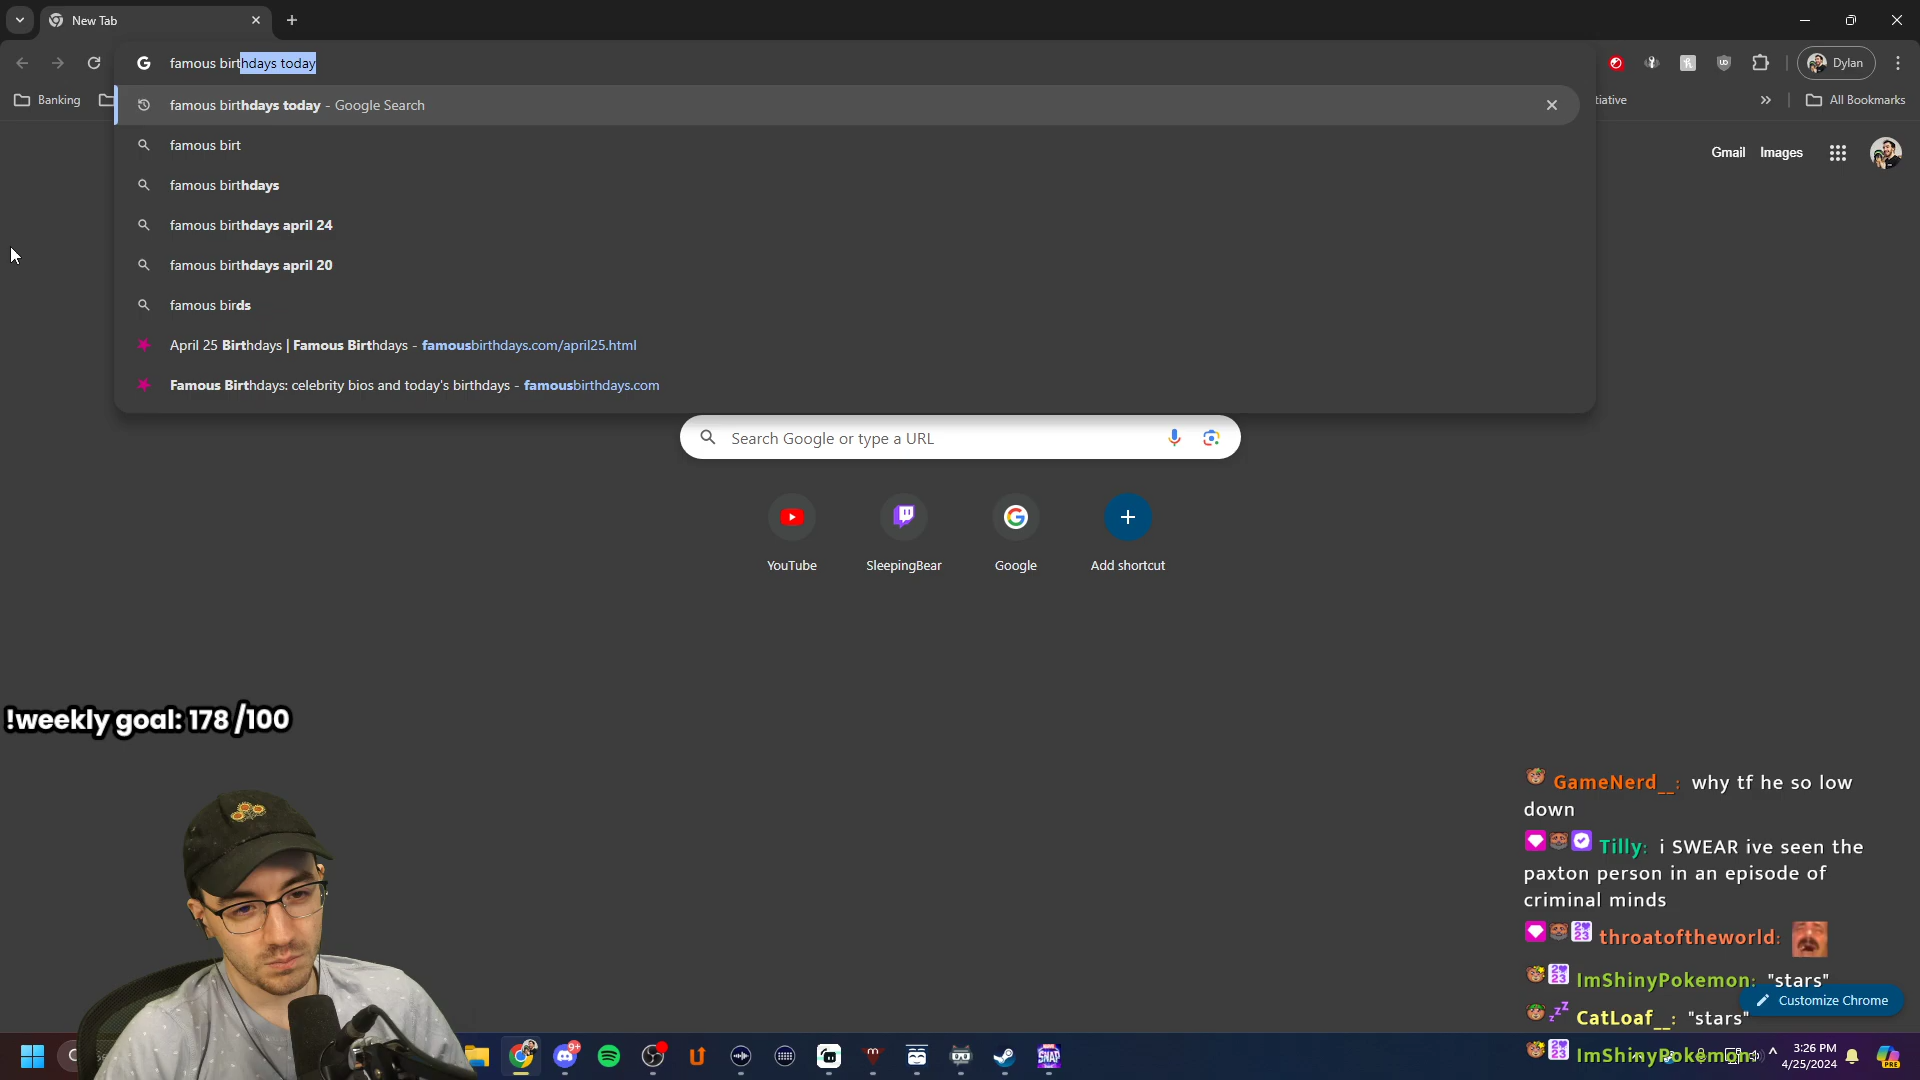 New Tab
famous birthdays today
Dylan
Banking
tiative
All Bookmarks
famous birthdays today - Google Search
famous birt
famous birthdays
famous birthdays april 24
famous birthdays april 20
famous birds
April 25 Birthdays | Famous Birthdays - famousbirthdays.com/april25.html
Famous Birthdays: celebrity bios and today's birthdays - famousbirthdays.com
Gmail Images
Search Google or type a URL
YouTube
SleepingBear
Google
Add shortcut
!weekly goal: 178 /100
GameNerd__: why tf he so low
down
Tilly: i SWEAR ive seen the
paxton person in an episode of
criminal minds
throatoftheworld:
ImShinyPokemon: "stars"
Customize Chrome
CatLoaf__: "stars"
ImShinyPokemon:
3:26 PM
4/25/2024
9+
SNAP
PRE